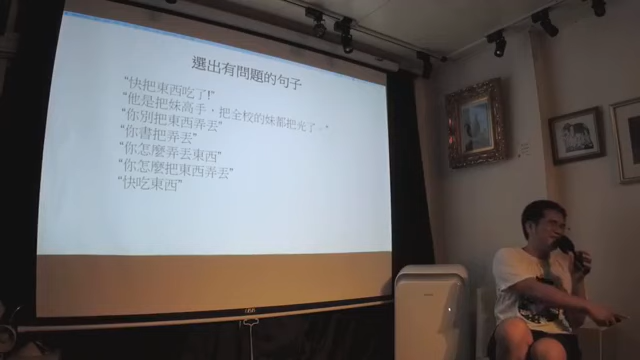 選出有問題的句子
“快把東西吃了!”
“他是把妹高手，把全校的妹都把光了…”
“你別把東西弄丟”
“你書把弄丟”
“你怎麼弄丟東西”
“你怎麼把東西弄丟”
“快吃東西”